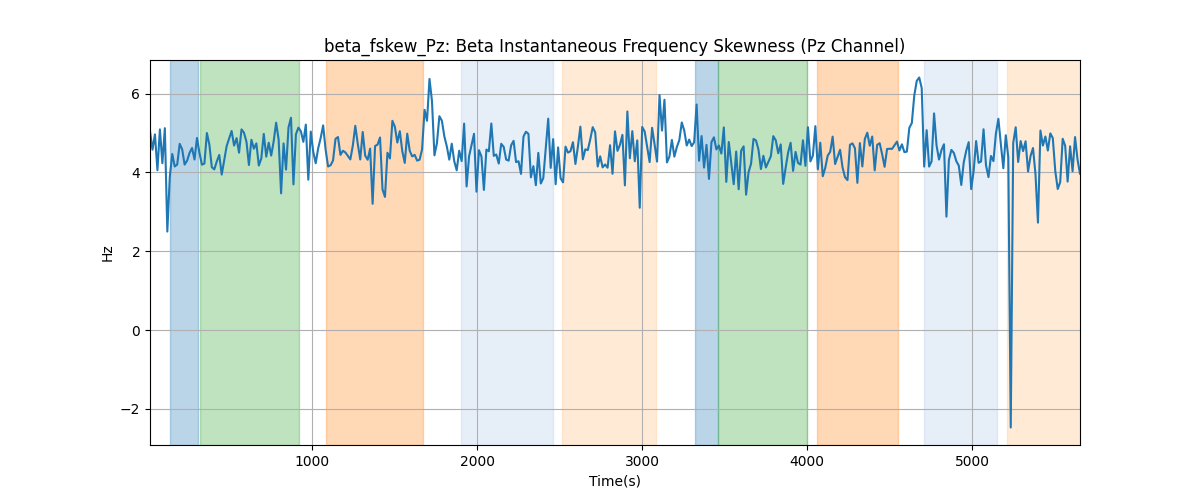 beta_fskew_Pz: Beta Instantaneous Frequency Skewness (Pz Channel)
6
4
2
0
−2
Hz
1000 2000 3000 4000 5000
Time(s)